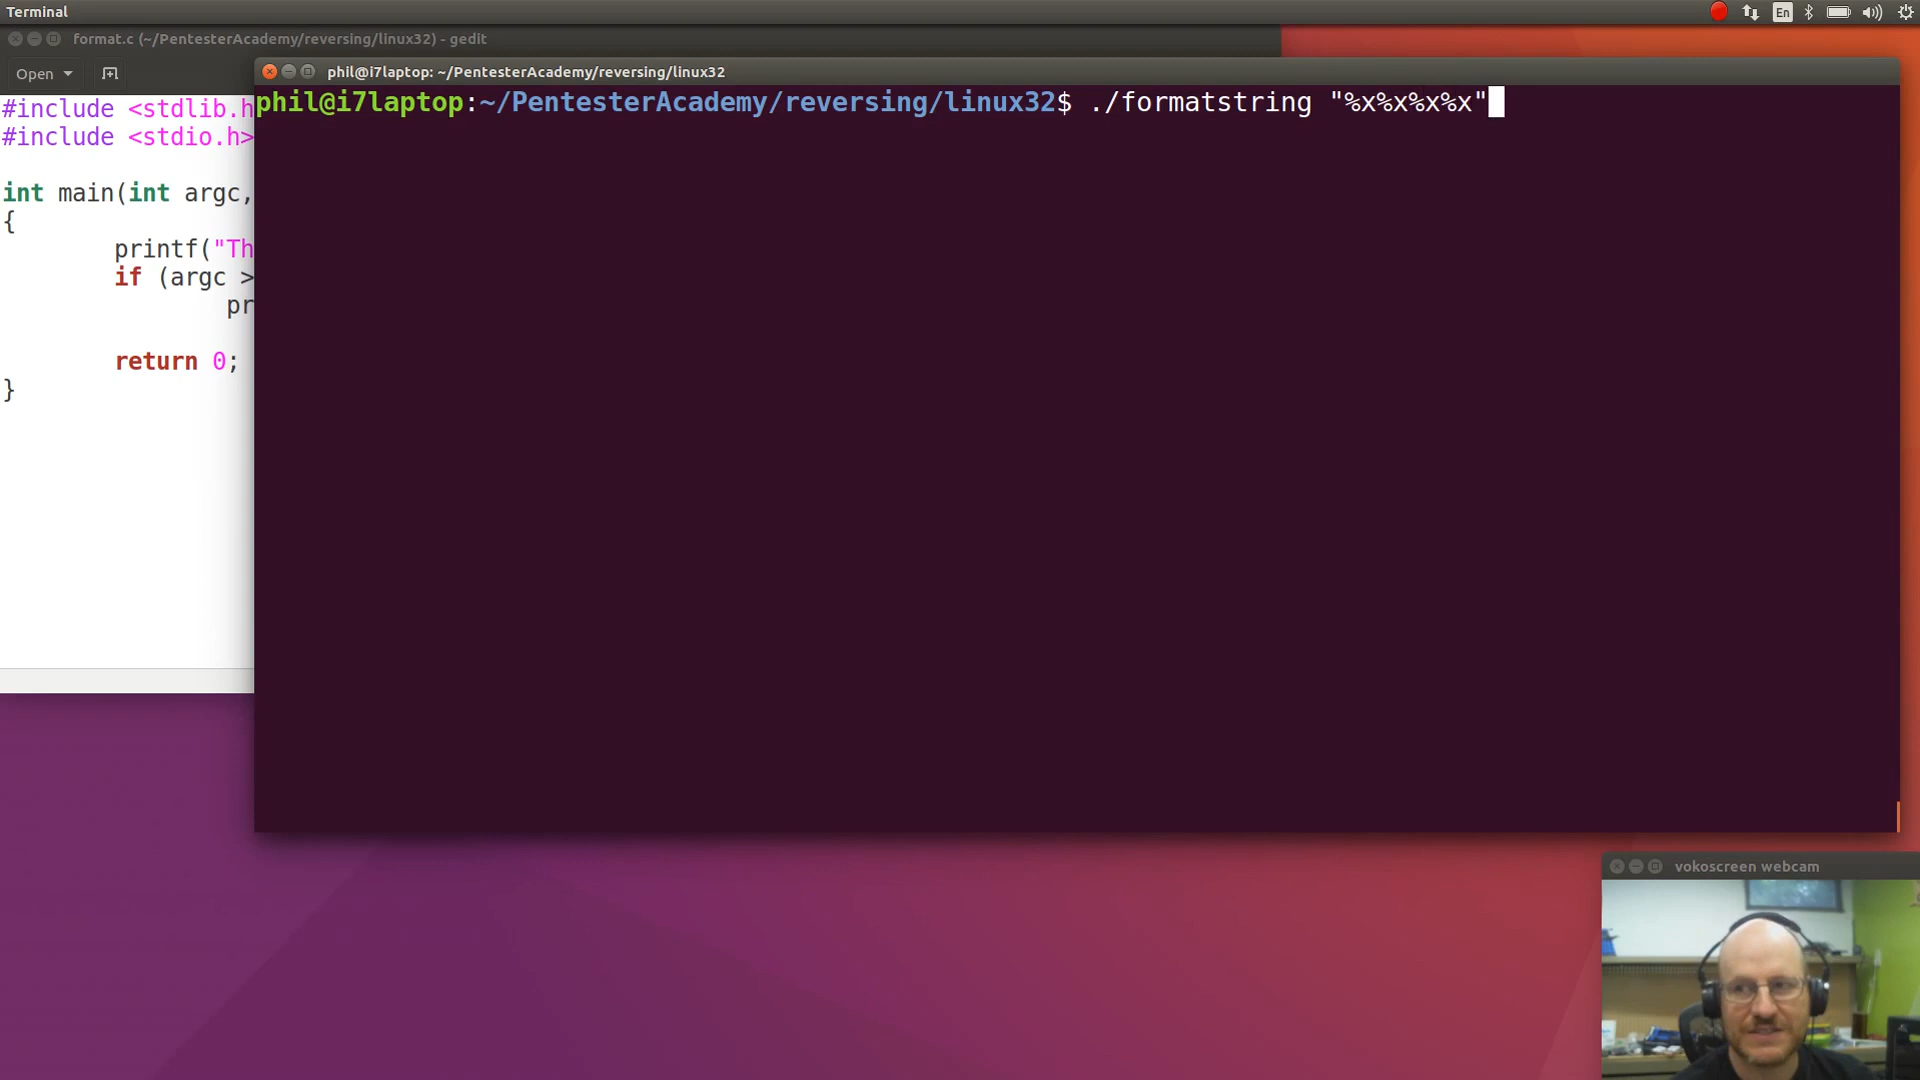 Terminal
En
format.c (~/PentesterAcademy/reversing/linux32) - gedit
Open
phil@i7laptop: ~/PentesterAcademy/reversing/linux32
phil@i7laptop:~/PentesterAcademy/reversing/linux32$ ./formatstring "%x%x%x%x"
#include <stdlib.h
#include <stdio.h>
int main(int argc,
{
printf("Th
if (argc >
pr
return 0;
}
vokoscreen webcam